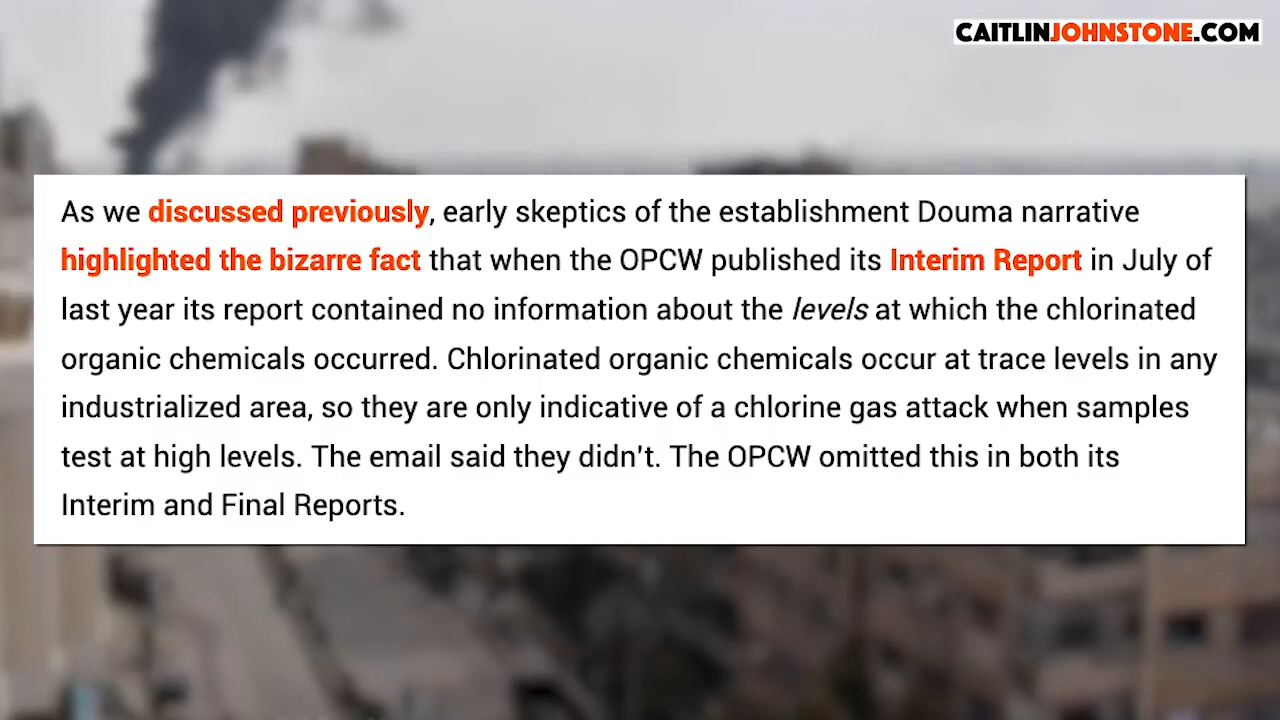 CAITLINJOHNSTONE.COM
As we discussed previously, early skeptics of the establishment Douma narrative
highlighted the bizarre fact that when the OPCW published its Interim Report in July of
last year its report contained no information about the levels at which the chlorinated
organic chemicals occurred. Chlorinated organic chemicals occur at trace levels in any
industrialized area, so they are only indicative of a chlorine gas attack when samples
test at high levels. The email said they didn't. The OPCW omitted this in both its
Interim and Final Reports.